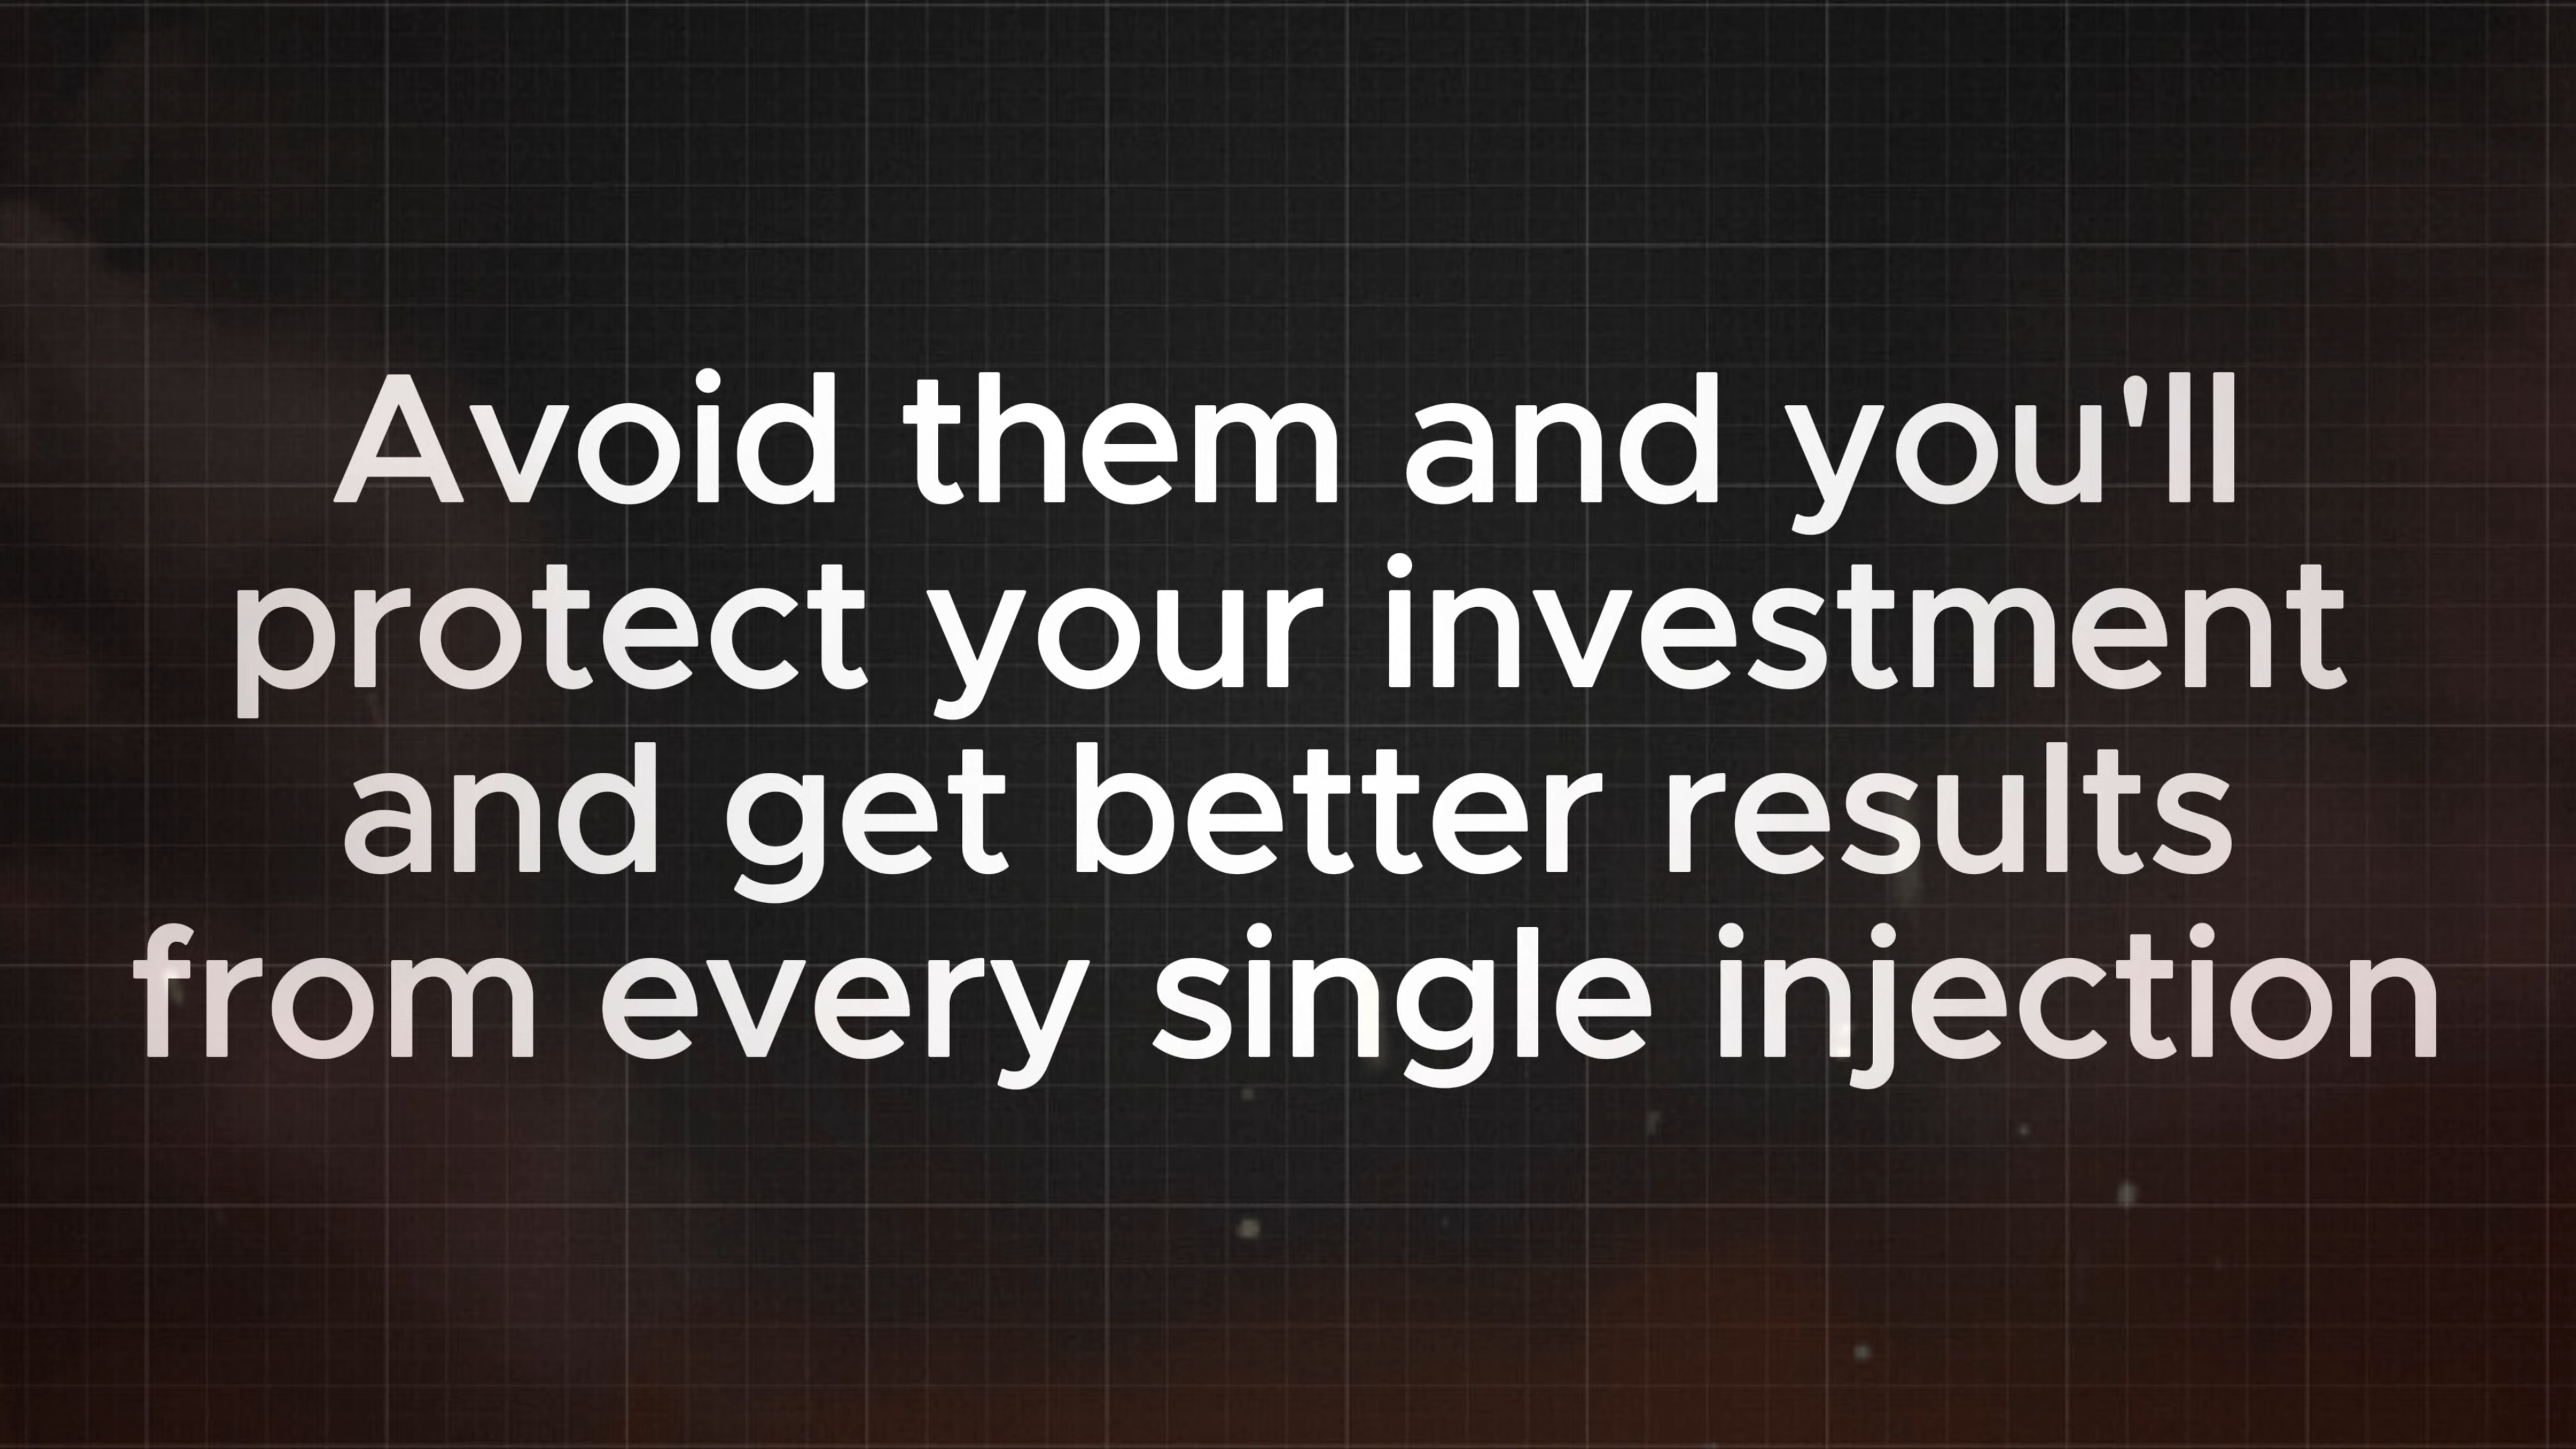 Avoid them and you'll
protect your investment
and get better results
from every single injection